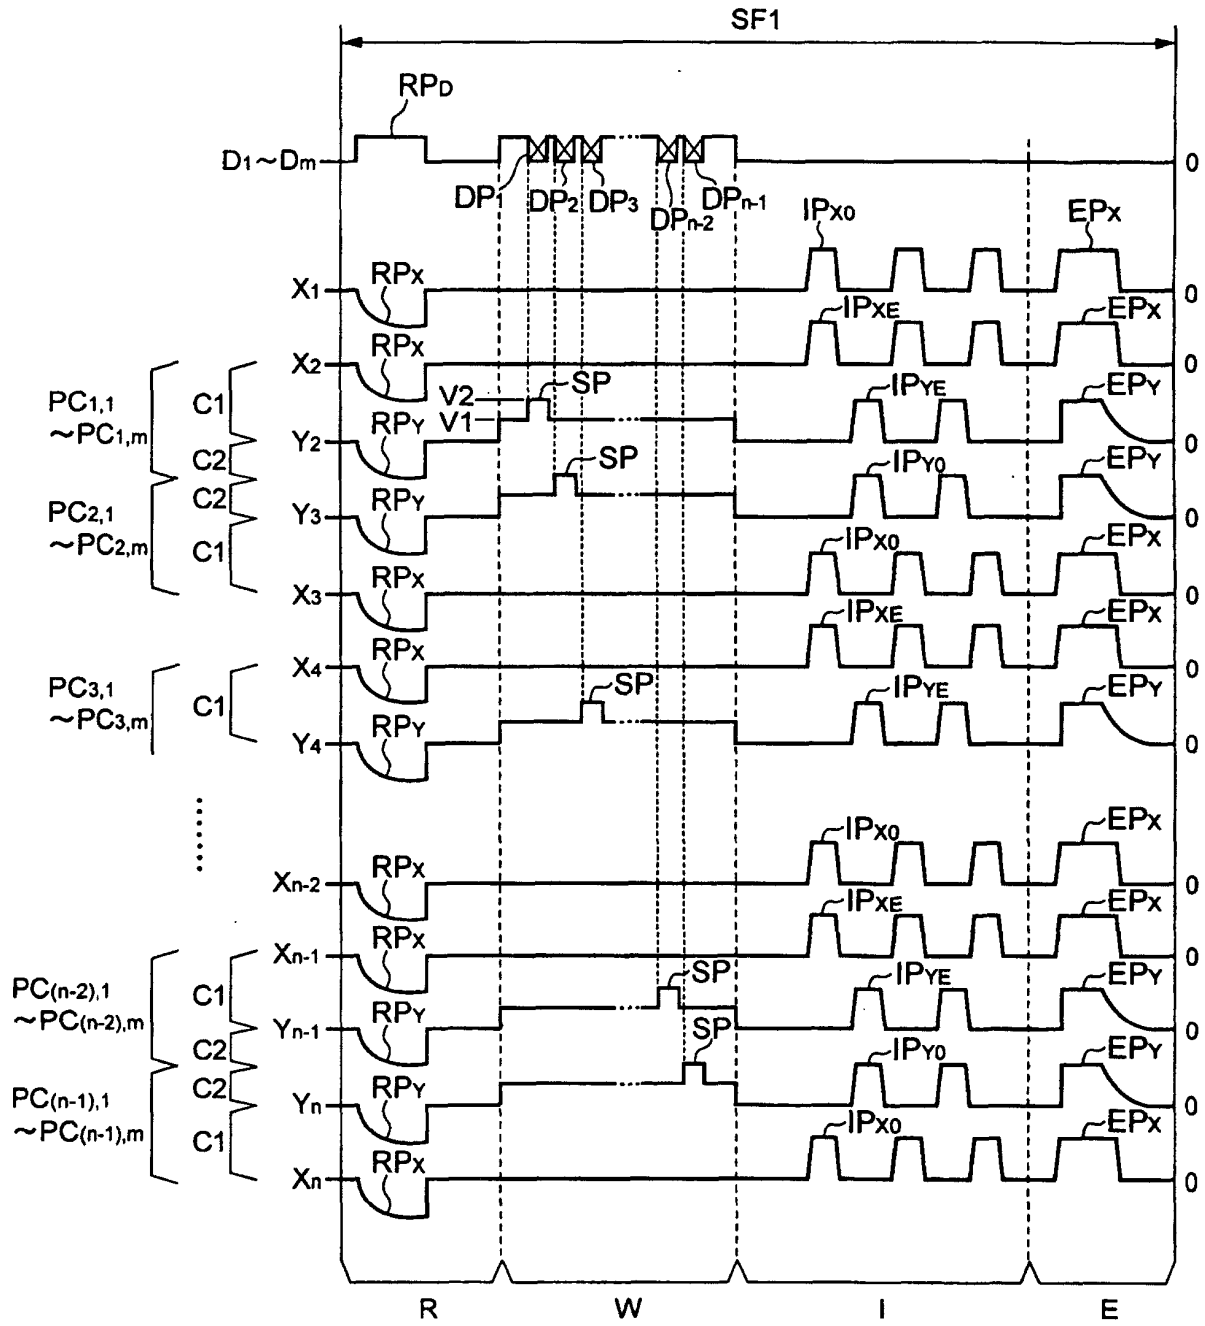 SF1
RPD
D1~Dm 0
DP1 DP2 DP3 DPn-2 DPn-1
IPX0 EPX
X1 RPX 0
IPXE EPX
X2 RPX 0
PC1,1
~PC1,m
C1
V2 SP IPYE EPY
V1
Y2 RPY 0
C2
SP IPY0 EPY
PC2,1
~PC2,m
C2
Y3 RPY 0
C1
IPX0 EPX
X3 RPX 0
IPXE EPX
X4 RPX 0
PC3,1
~PC3,m
C1
SP IPYE EPY
Y4 RPY 0
IPX0 EPX
Xn-2 RPX 0
IPXE EPX
Xn-1 RPX 0
PC(n-2),1
~PC(n-2),m
C1
SP IPYE EPY
Yn-1 RPY 0
C2
SP IPY0 EPY
PC(n-1),1
~PC(n-1),m
C2
Yn RPY 0
C1
IPX0 EPX
Xn RPX 0
R W I E